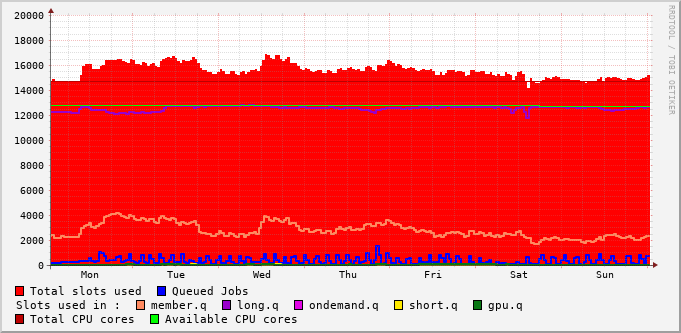 RRDTOOL / TOBI OETIKER
20000
18000
16000
14000
12000
10000
8000
6000
4000
2000
0
Mon Tue Wed Thu Fri Sat Sun
Total slots used Queued Jobs
Slots used in : member.q long.q ondemand.q short.q gpu.q
Total CPU cores Available CPU cores